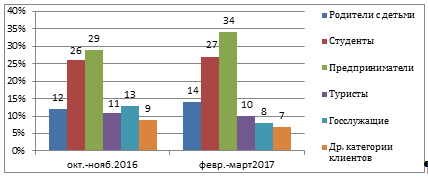 40%
35%
30%
25%
20%
15%
10%
5%
0%
12
26
29
11
13
9
14
27
34
10
8
7
окт.-нояб.2016
февр.-март2017
Родители с детьми
Студенты
Предприниматели
Туристы
Госслужащие
Др. категории
клиентов